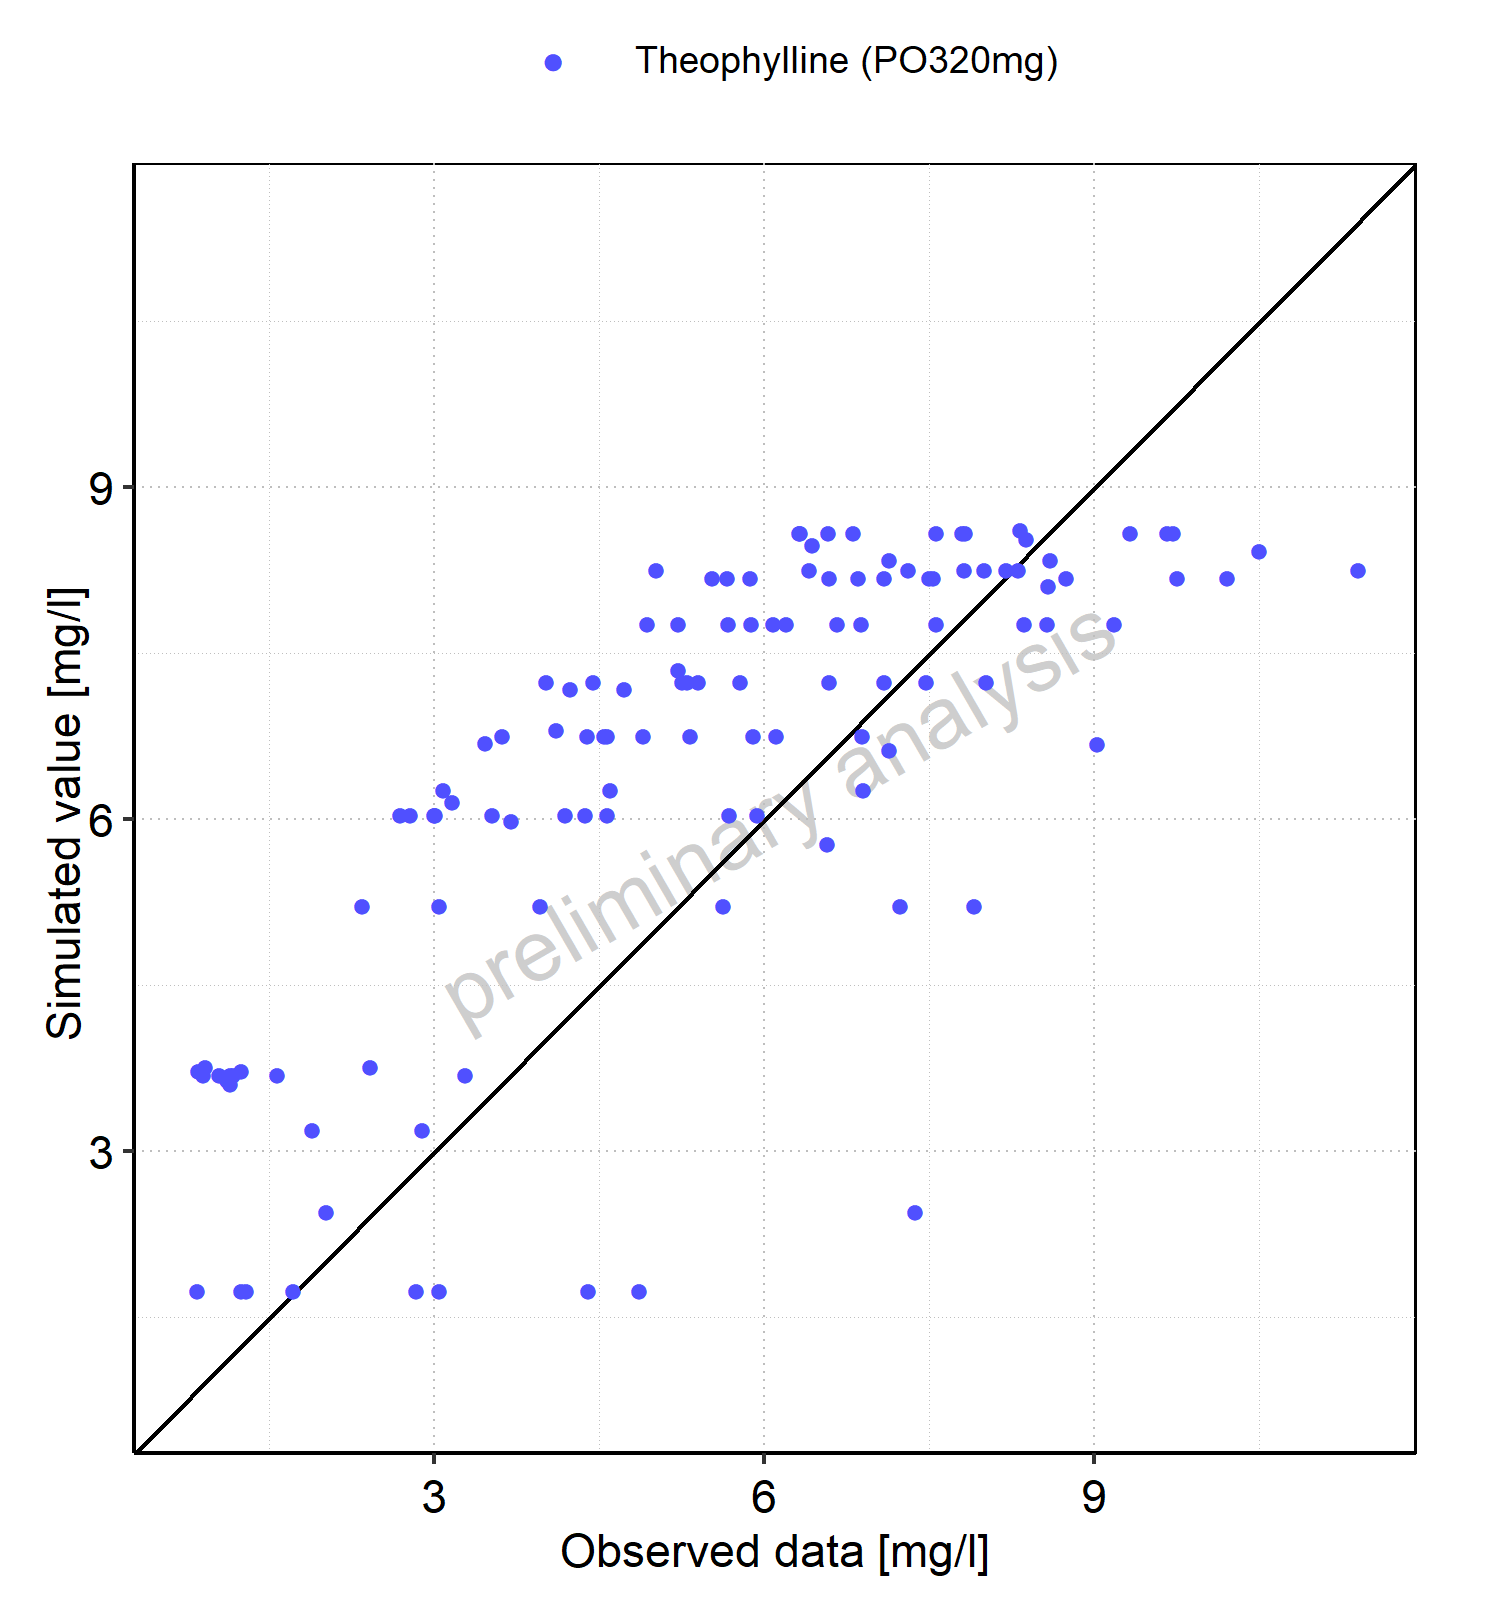 Theophylline (PO320mg)
9
6
3
Simulated value [mg/l]
preliminary analysis
3 6 9
Observed data [mg/l]